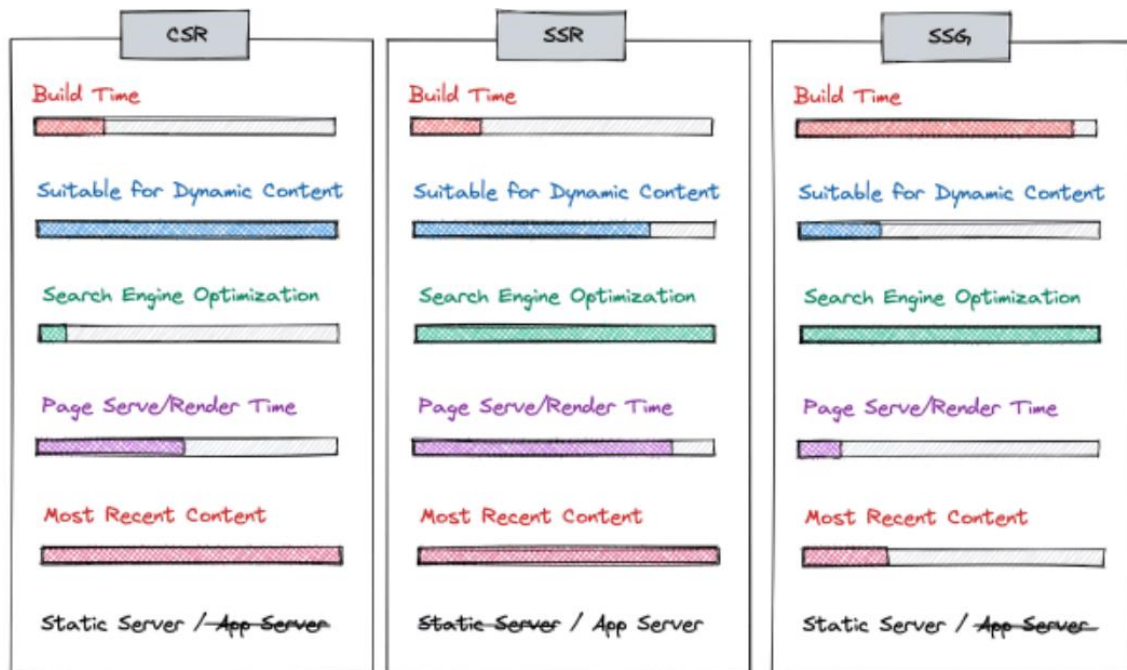 CSR
Build Time
Suitable for Dynamic Content
Search Engine Optimization
Page Serve/Render Time
Most Recent Content
Static Server / App Server
SSR
Build Time
Suitable for Dynamic Content
Search Engine Optimization
Page Serve/Render Time
Most Recent Content
Static Server / App Server
SSG
Build Time
Suitable for Dynamic Content
Search Engine Optimization
Page Serve/Render Time
Most Recent Content
Static Server / App Server